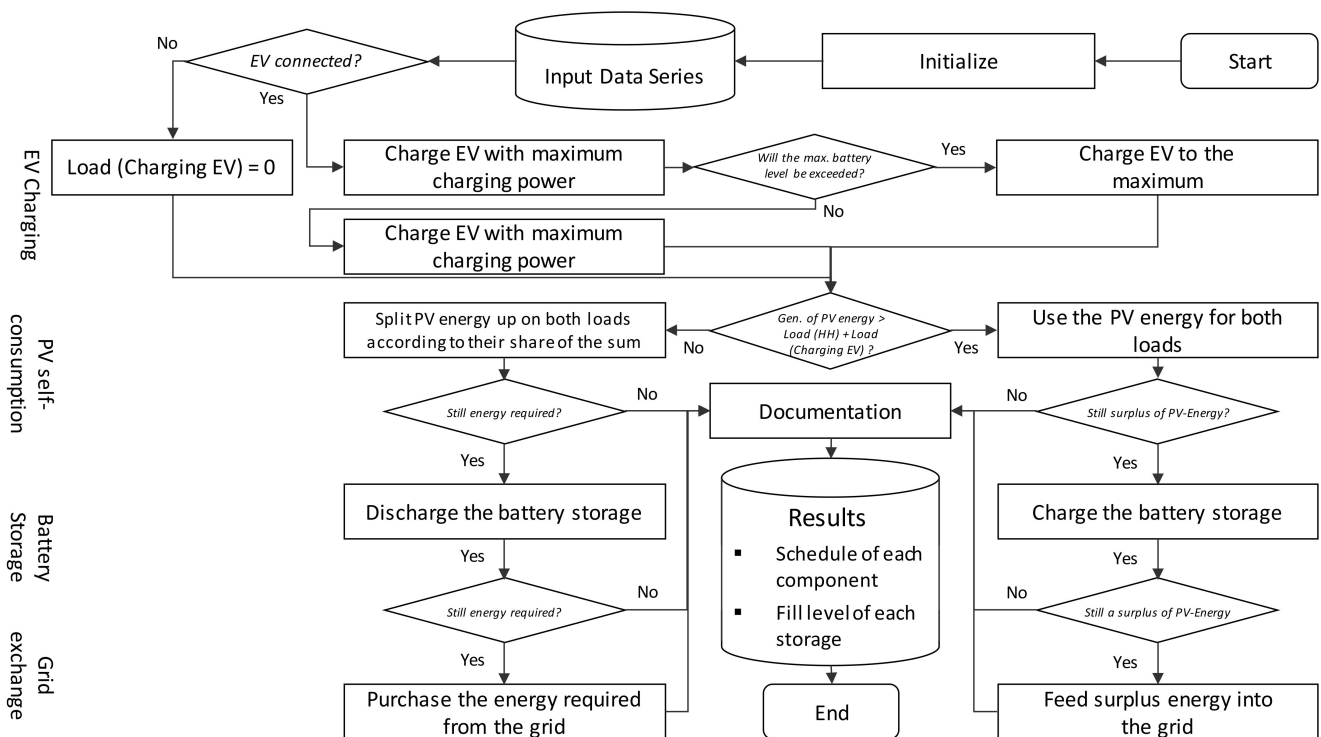 No
EV connected?
Yes
Input Data Series
Initialize
Start
EV Charging
Load (Charging EV) = 0
Charge EV with maximum
charging power
Will the max. battery
level be exceeded?
Yes
No
Charge EV to the
maximum
Charge EV with maximum
charging power
PV self-
consumption
Split PV energy up on both loads
according to their share of the sum
No
Gen. of PV energy >
Load (HH) + Load
(Charging EV) ?
Yes
Use the PV energy for both
loads
Still energy required?
No
Yes
Documentation
No
Still surplus of PV-Energy?
Yes
Battery
Storage
Discharge the battery storage
Yes
Results
▪ Schedule of each
component
▪ Fill level of each
storage
Charge the battery storage
Yes
Still energy required?
No
Yes
No
Still a surplus of PV-Energy
Yes
Grid
exchange
Purchase the energy required
from the grid
End
Feed surplus energy into
the grid